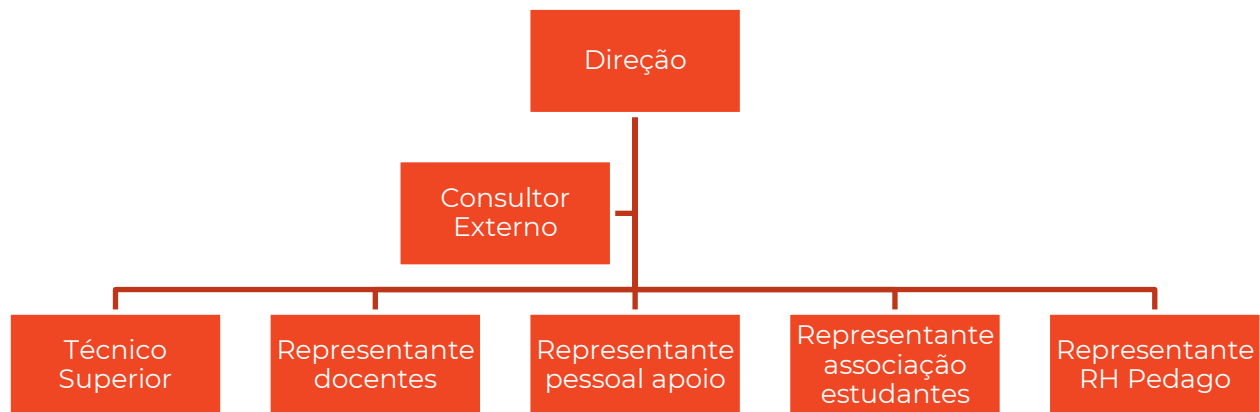 Direção
Consultor
Externo
Técnico
Superior
Representante
docentes
Representante
pessoal apoio
Representante
associação
estudantes
Representante
RH Pedago